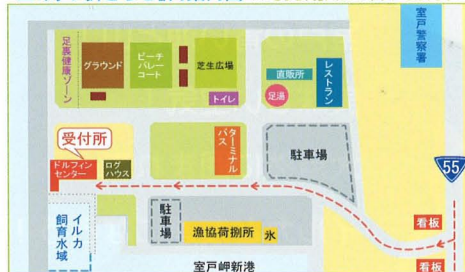 足裏健康ゾーン
グラウンド
ビーチ
バレー
コート
芝生広場
トイレ
直販所
足湯
レストラン
室戸警察署
受付所
ドルフィン
センター
ログ
ハウス
バス
ターミナル
駐車場
55
イルカ
飼育水域
駐車場
漁協荷捌所
氷
看板
室戸岬新港
看板